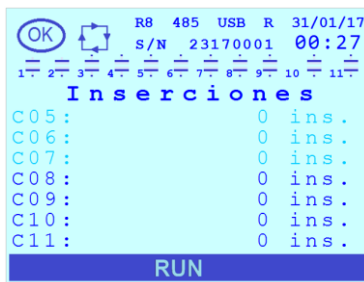 OK R8 485 USB R 31/01/17
S/N 23170001 00:27
1 2 3 4 5 6 7 8 9 10 11
Inserciones
C05: 0 ins.
C06: 0 ins.
C07: 0 ins.
C08: 0 ins.
C09: 0 ins.
C10: 0 ins.
C11: 0 ins.
RUN